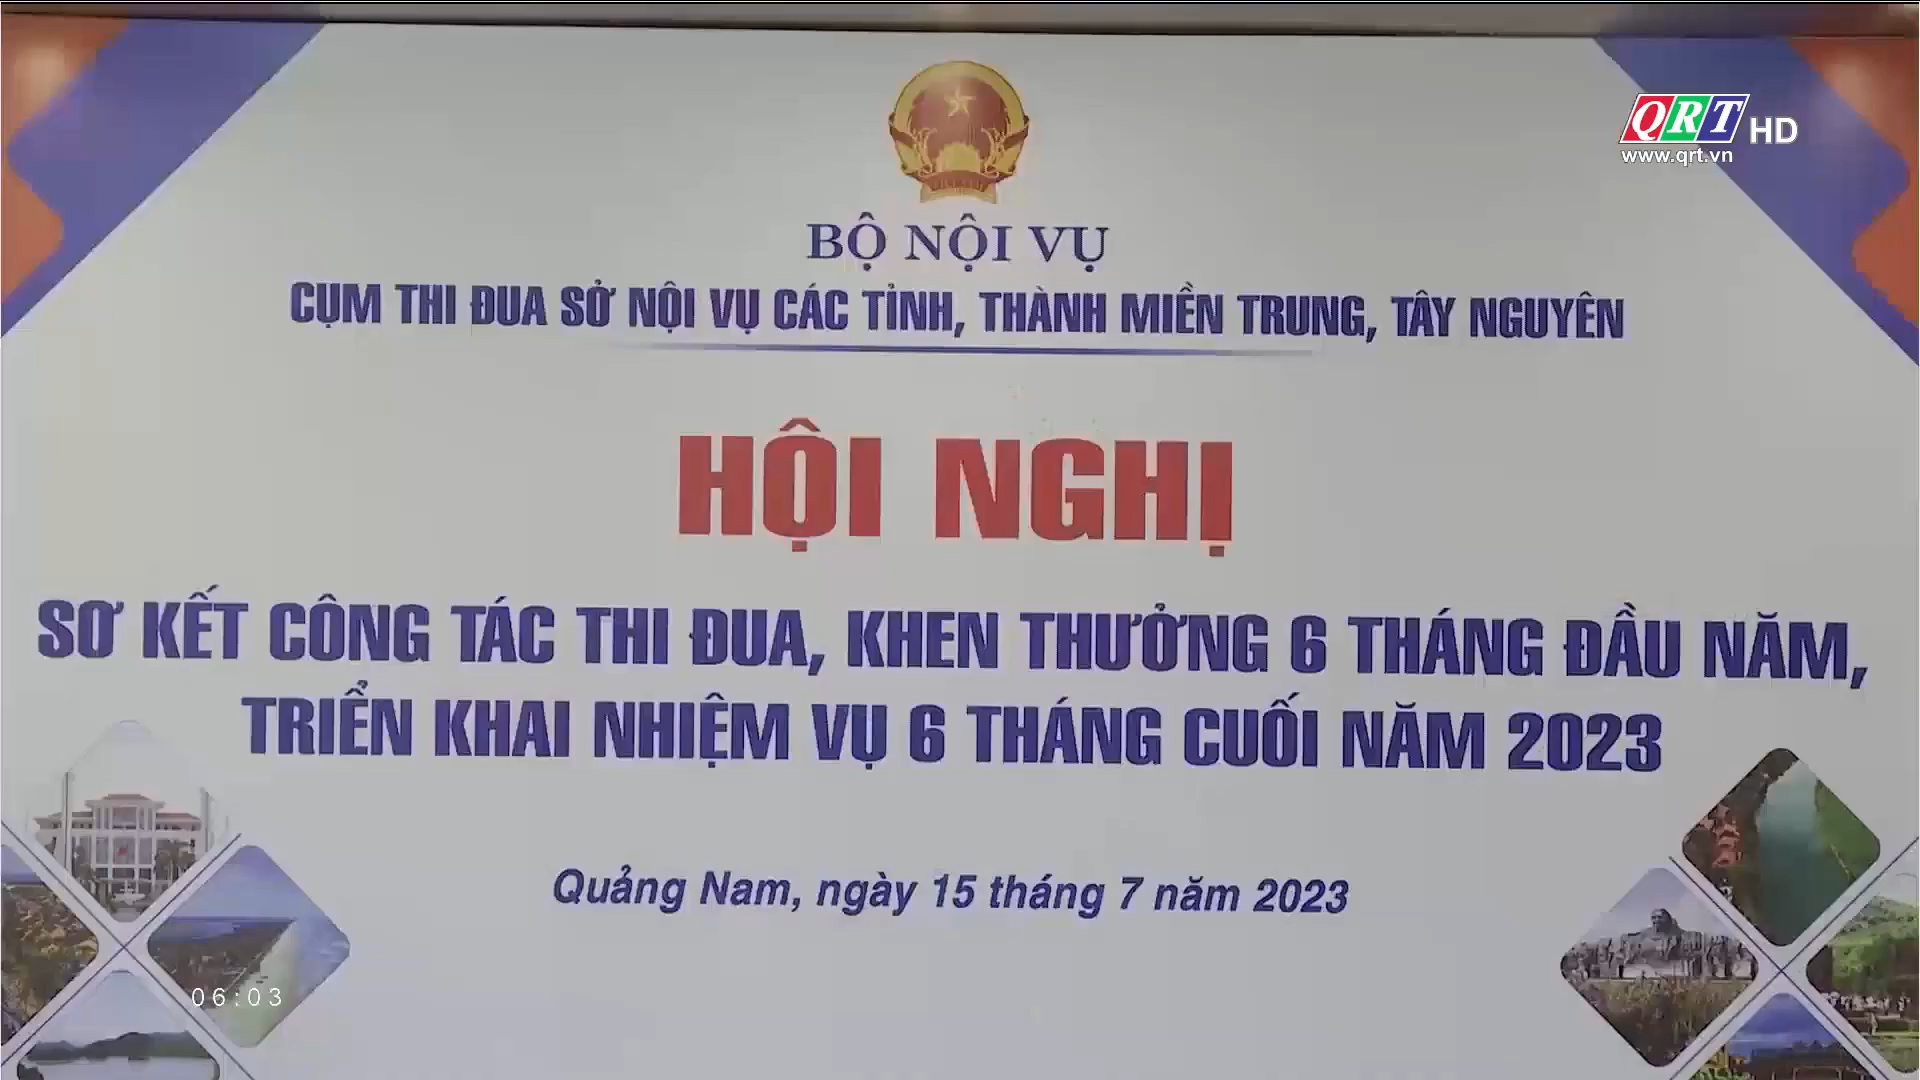 QRT HD
www.qrt.vn
BỘ NỘI VỤ
CỤM THI ĐUA SỞ NỘI VỤ CÁC TỈNH, THÀNH MIỀN TRUNG, TÂY NGUYÊN
HỘI NGHỊ
SƠ KẾT CÔNG TÁC THI ĐUA, KHEN THƯỞNG 6 THÁNG ĐẦU NĂM,
TRIỂN KHAI NHIỆM VỤ 6 THÁNG CUỐI NĂM 2023
Quảng Nam, ngày 15 tháng 7 năm 2023
06:03